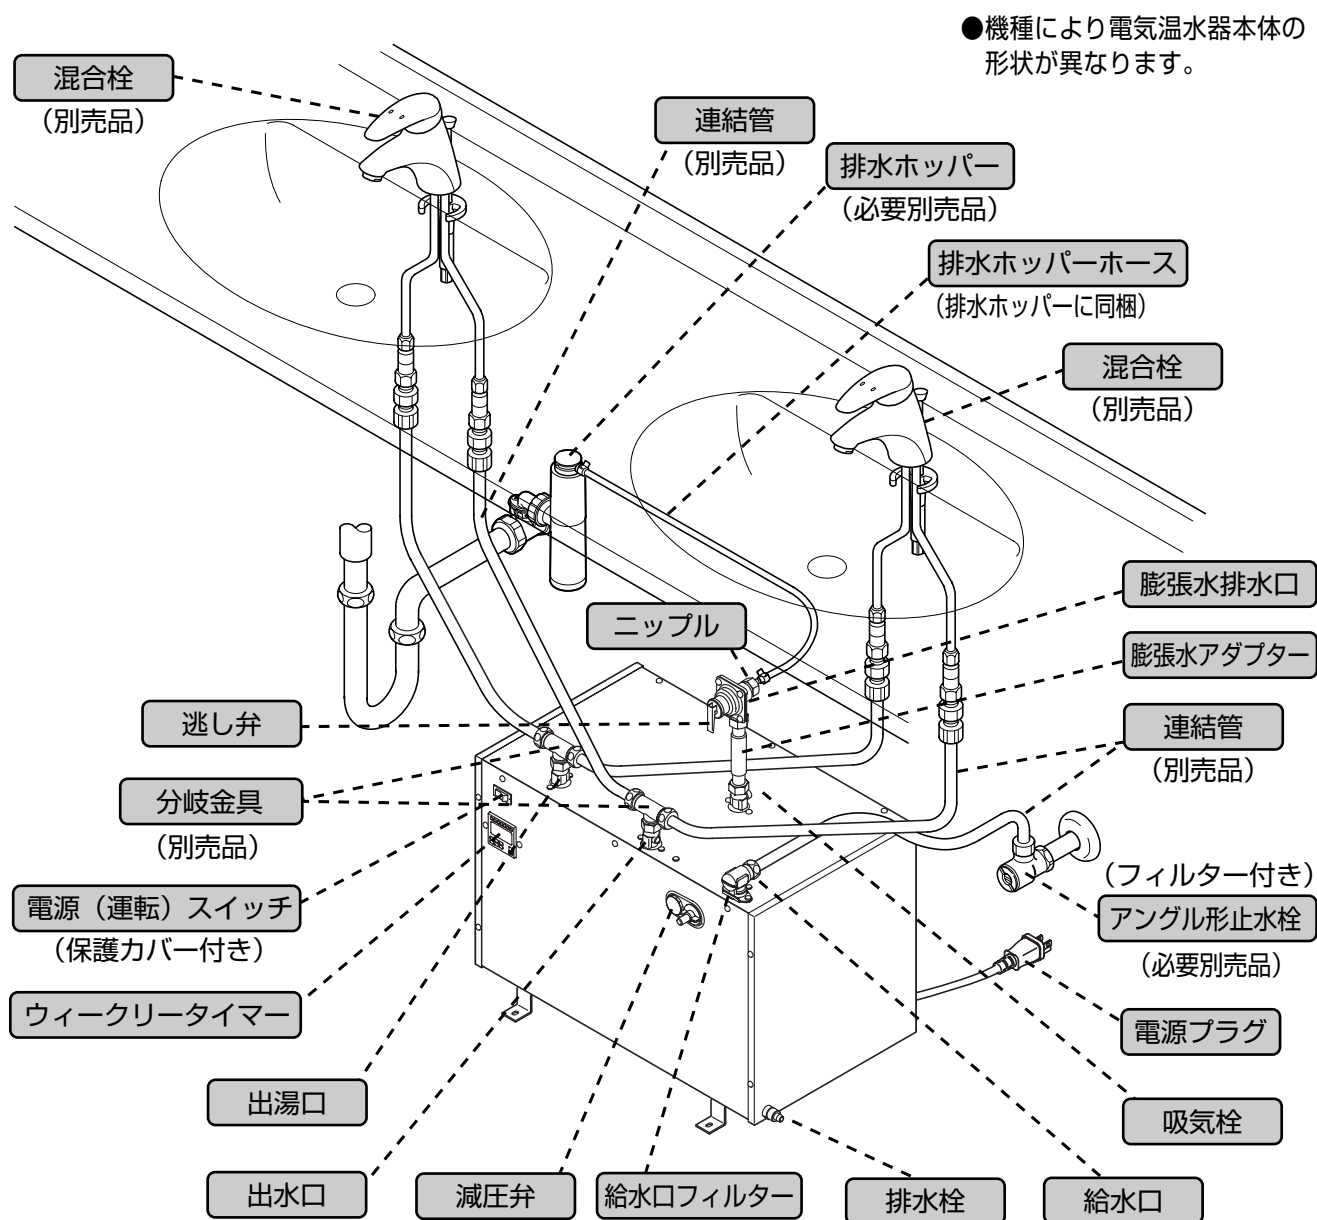 ●機種により電気温水器本体の
形状が異なります。
混合栓
(別売品)
連結管
(別売品)
排水ホッパー
(必要別売品)
排水ホッパーホース
(排水ホッパーに同梱)
混合栓
(別売品)
膨張水排水口
ニップル
膨張水アダプター
逃し弁
連結管
(別売品)
分岐金具
(別売品)
(フィルター付き)
アングル形止水栓
(必要別売品)
電源（運転）スイッチ
(保護カバー付き)
ウィークリータイマー
電源プラグ
出湯口
吸気栓
出水口
減圧弁
給水口フィルター
排水栓
給水口